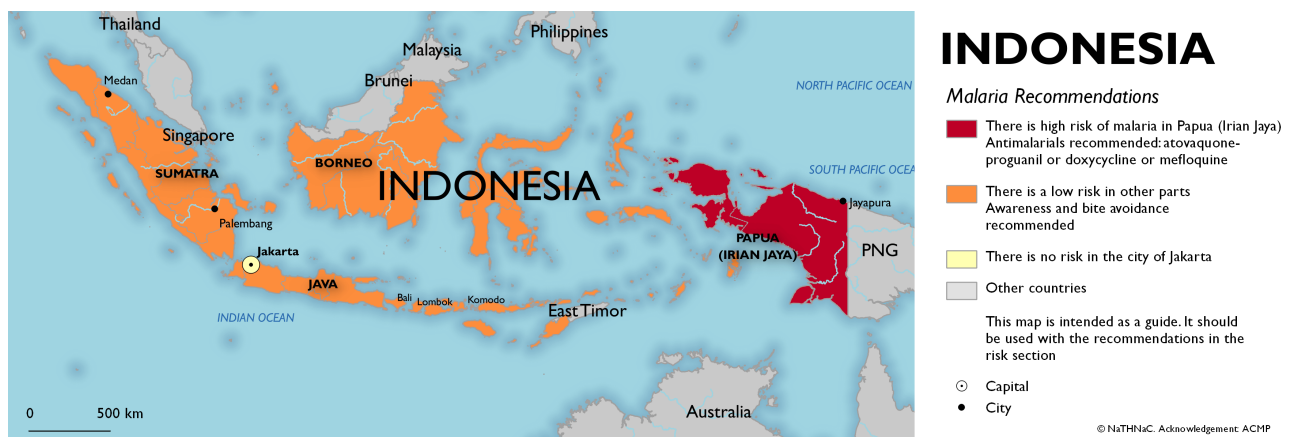 Thailand
Philippines
Malaysia
Brunei
NORTH PACIFIC OCEAN
Medan
Singapore
BORNEO
SUMATRA
INDONESIA
SOUTH PACIFIC OCEA
Jayapura
Palembang
PAPUA
(IRIAN JAYA)
PNG
Jakarta
JAVA
Bali
Lombok
Komodo
East Timor
INDIAN OCEAN
Australia
0 500 km
INDONESIA
Malaria Recommendations
There is high risk of malaria in Papua (Irian Jaya)
Antimalarials recommended: atovaquone-
proguanil or doxycycline or mefloquine
There is a low risk in other parts
Awareness and bite avoidance
recommended
There is no risk in the city of Jakarta
Other countries
This map is intended as a guide. It should
be used with the recommendations in the
risk section
Capital
City
© NaTHNaC. Acknowledgement: ACMP